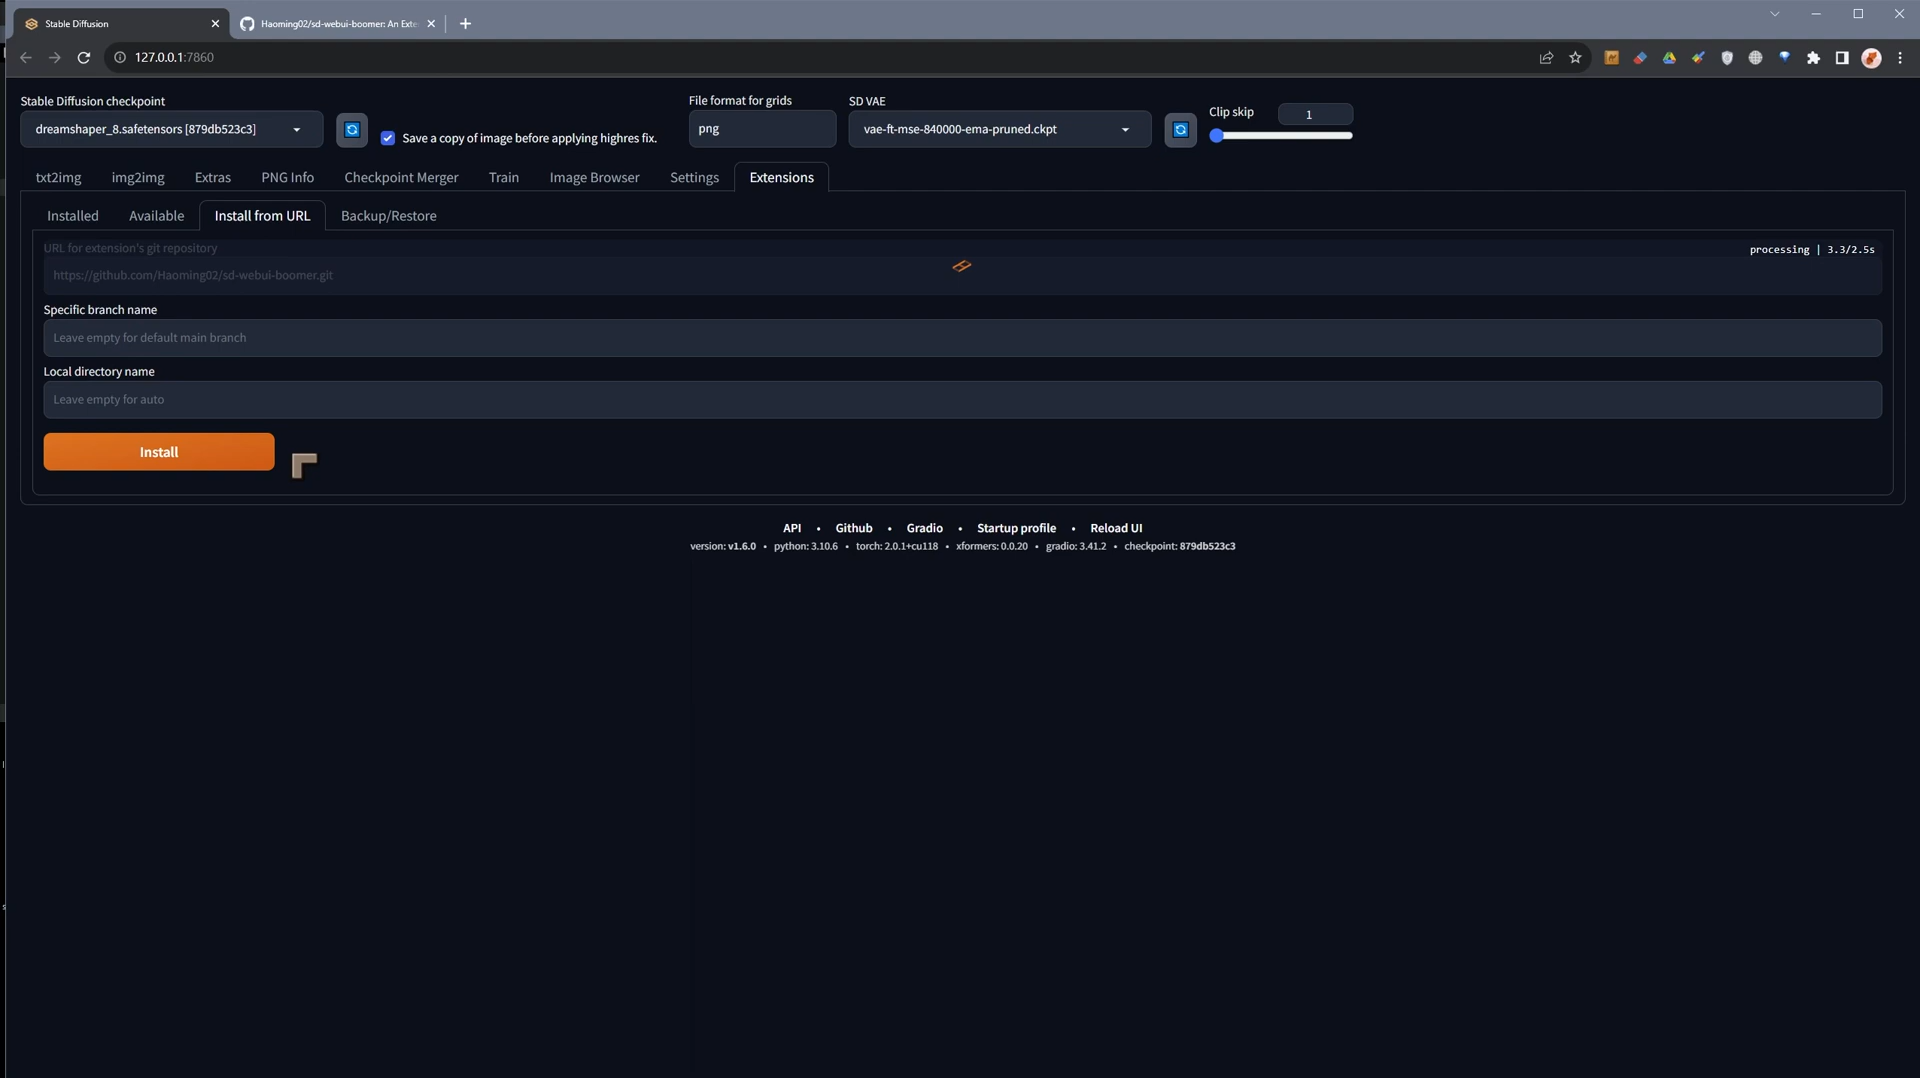 Stable Diffusion
Haoming02/sd-webui-boomer: An Exte
127.0.0.1:7860
Stable Diffusion checkpoint
dreamshaper_8.safetensors [879db523c3]
Save a copy of image before applying highres fix.
File format for grids
png
SD VAE
vae-ft-mse-840000-ema-pruned.ckpt
Clip skip
1
txt2img img2img Extras PNG Info Checkpoint Merger Train Image Browser Settings Extensions
Installed Available Install from URL Backup/Restore
URL for extension's git repository
processing | 3.3/2.5s
https://github.com/Haoming02/sd-webui-boomer.git
Specific branch name
Leave empty for default main branch
Local directory name
Leave empty for auto
Install
API • Github • Gradio • Startup profile • Reload UI
version: v1.6.0 • python: 3.10.6 • torch: 2.0.1+cu118 • xformers: 0.0.20 • gradio: 3.41.2 • checkpoint: 879db523c3